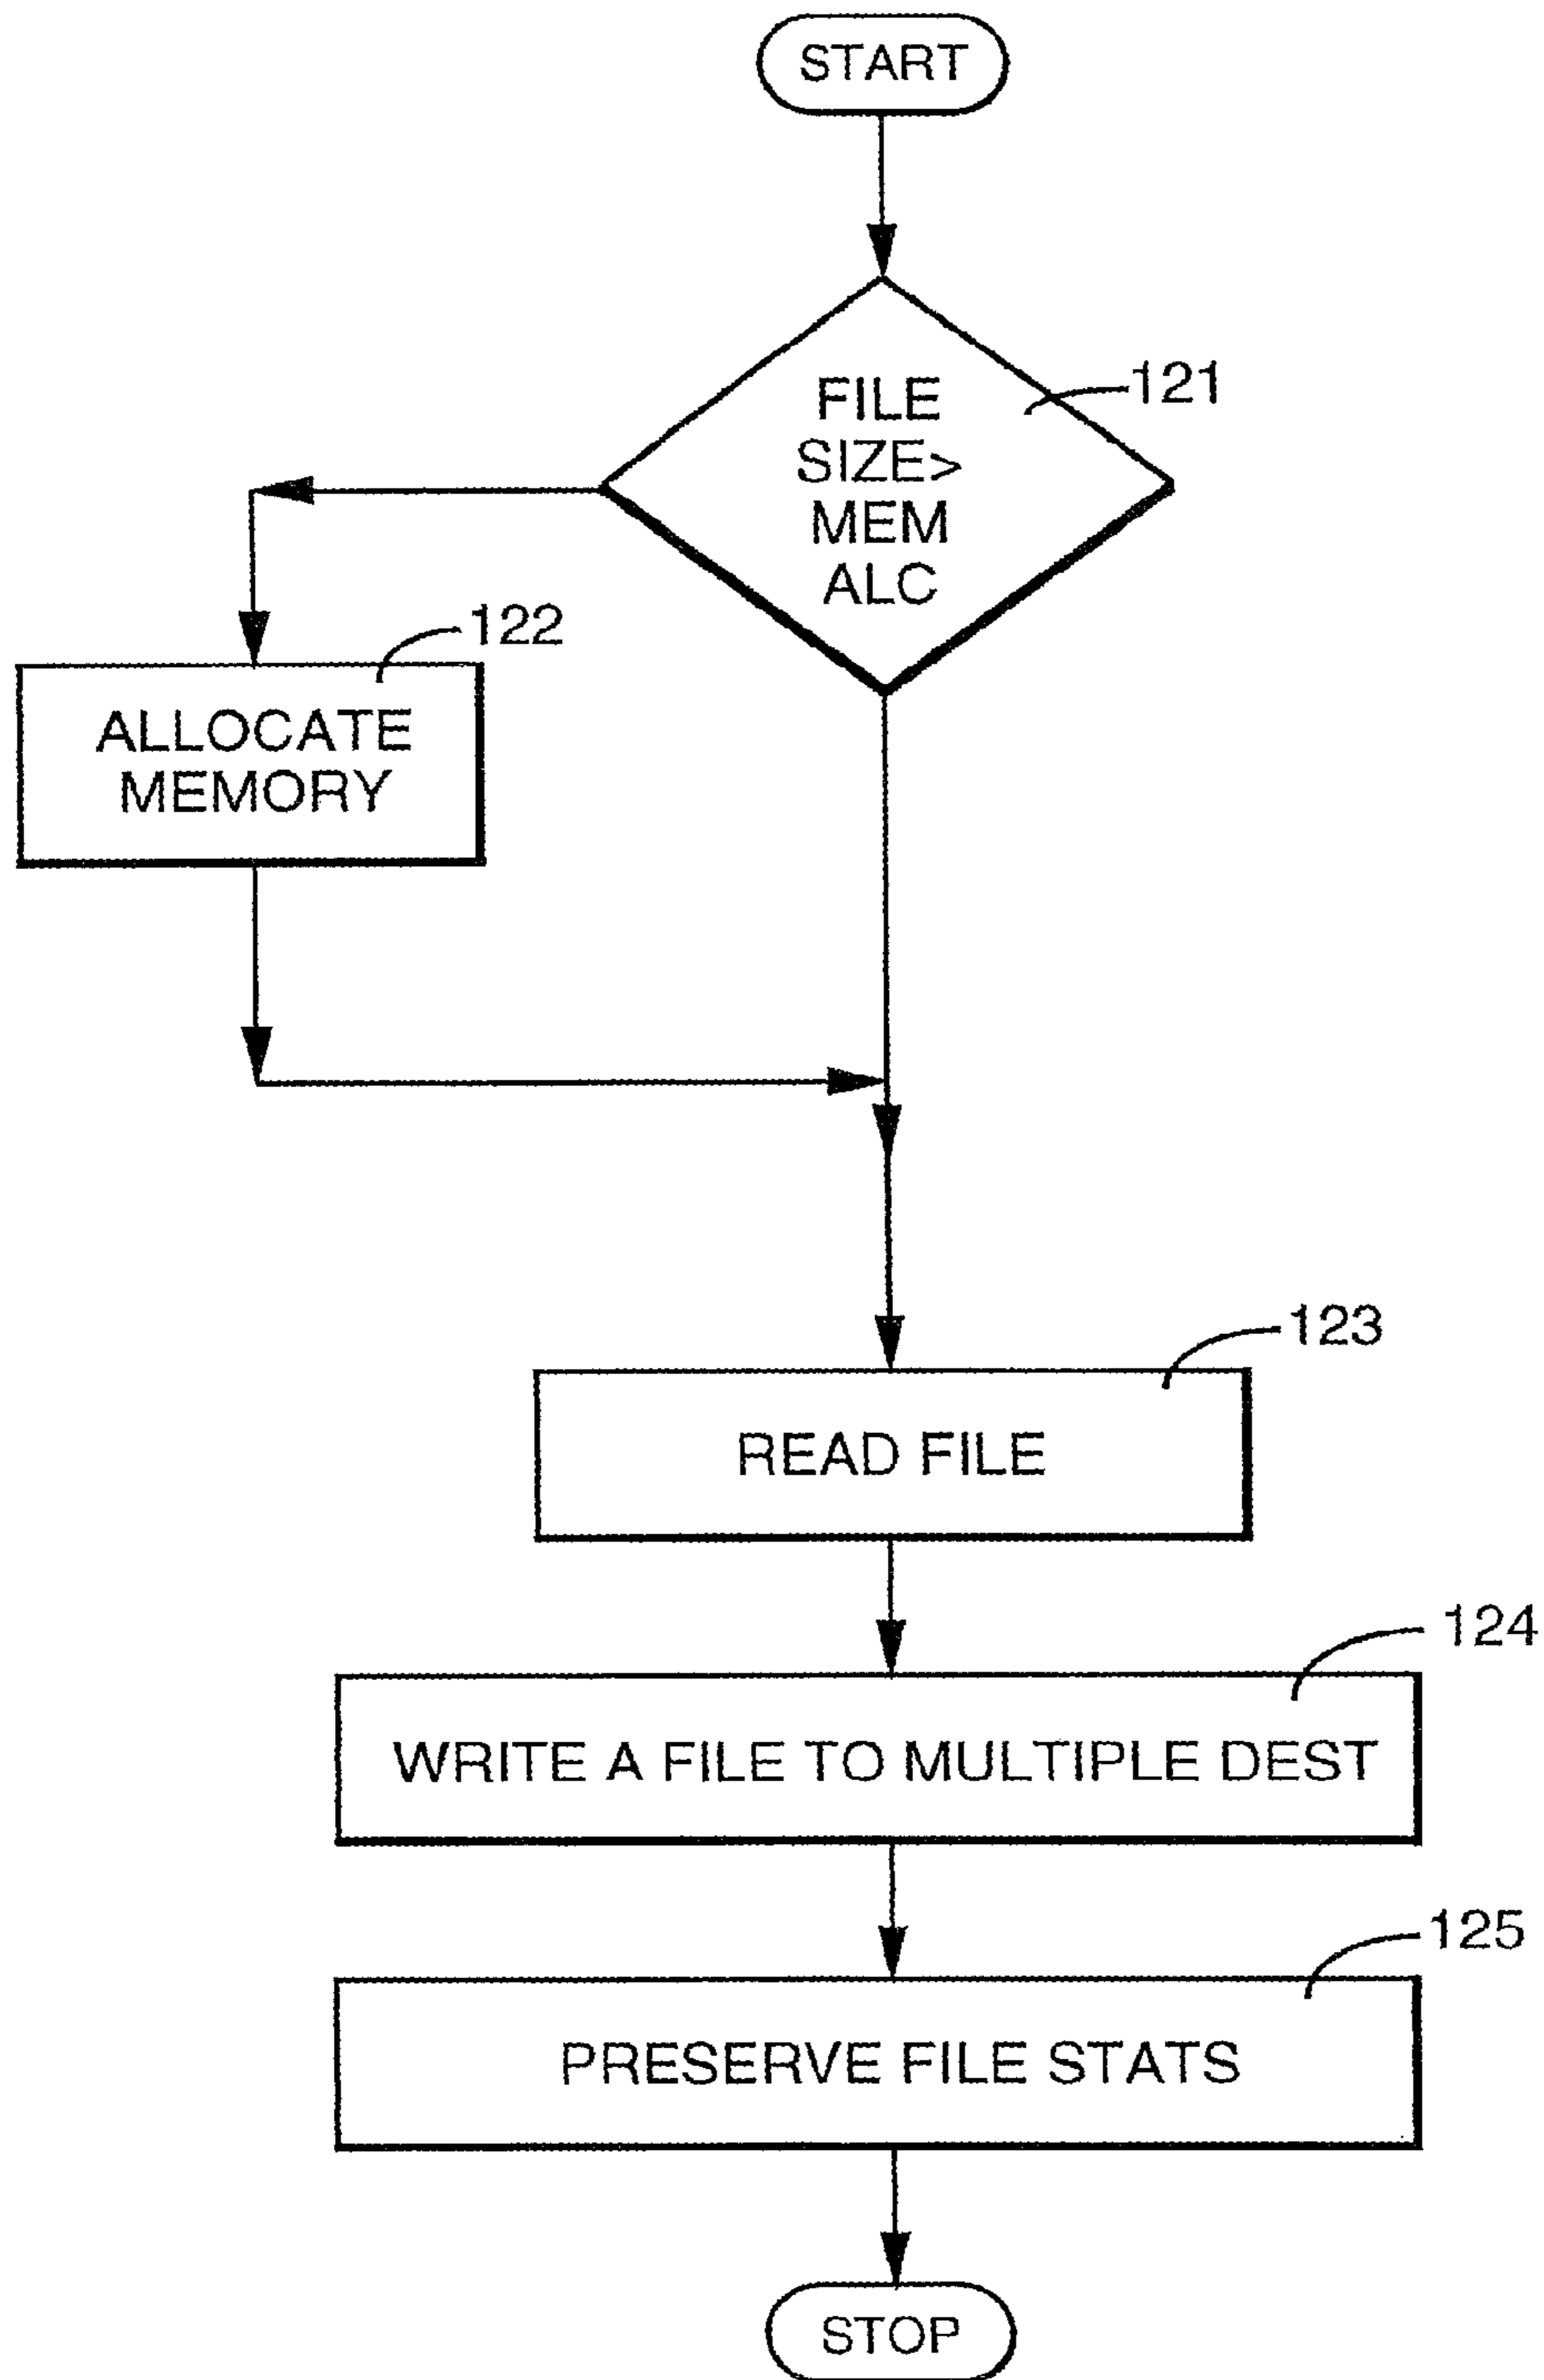 START
121
FILE
SIZE>
MEM
ALC
122
ALLOCATE
MEMORY
123
READ FILE
124
WRITE A FILE TO MULTIPLE DEST
125
PRESERVE FILE STATS
STOP